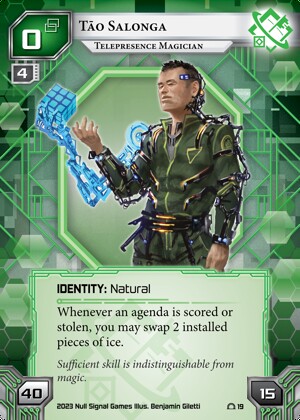 0
TĀO SALONGA
TELEPRESENCE MAGICIAN
4
IDENTITY: Natural
Whenever an agenda is scored or
stolen, you may swap 2 installed
pieces of ice.
Sufficient skill is indistinguishable from
magic.
40
2023 Null Signal Games Illus. Benjamin Giletti
19
15